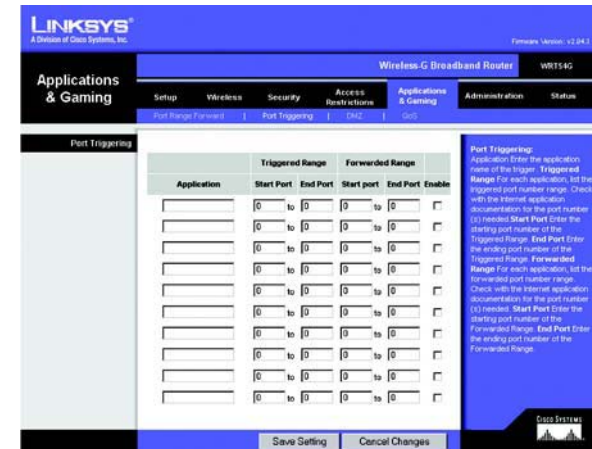 LINKSYS®
A Division of Cisco Systems, Inc.
Firmware Version: v2.04.3
Wireless-G Broadband Router
WRT54G
Applications
& Gaming
Setup
Wireless
Security
Access
Restrictions
Applications
& Gaming
Administration
Status
Port Range Forward | Port Triggering | DMZ | QoS
Port Triggering
Triggered Range
Forwarded Range
Application
Start Port
End Port
Start port
End Port
Enable
0 to 0 0 to 0
0 to 0 0 to 0
0 to 0 0 to 0
0 to 0 0 to 0
0 to 0 0 to 0
0 to 0 0 to 0
0 to 0 0 to 0
0 to 0 0 to 0
0 to 0 0 to 0
0 to 0 0 to 0
Port Triggering:
Application Enter the application
name of the trigger. Triggered
Range For each application, list the
triggered port number range. Check
with the Internet application
documentation for the port number
(s) needed. Start Port Enter the
starting port number of the
Triggered Range. End Port Enter
the ending port number of the
Triggered Range. Forwarded
Range For each application, list the
forwarded port number range.
Check with the Internet application
documentation for the port number
(s) needed. Start Port Enter the
starting port number of the
Forwarded Range. End Port Enter
the ending port number of the
Forwarded Range.
Save Setting
Cancel Changes
CISCO SYSTEMS